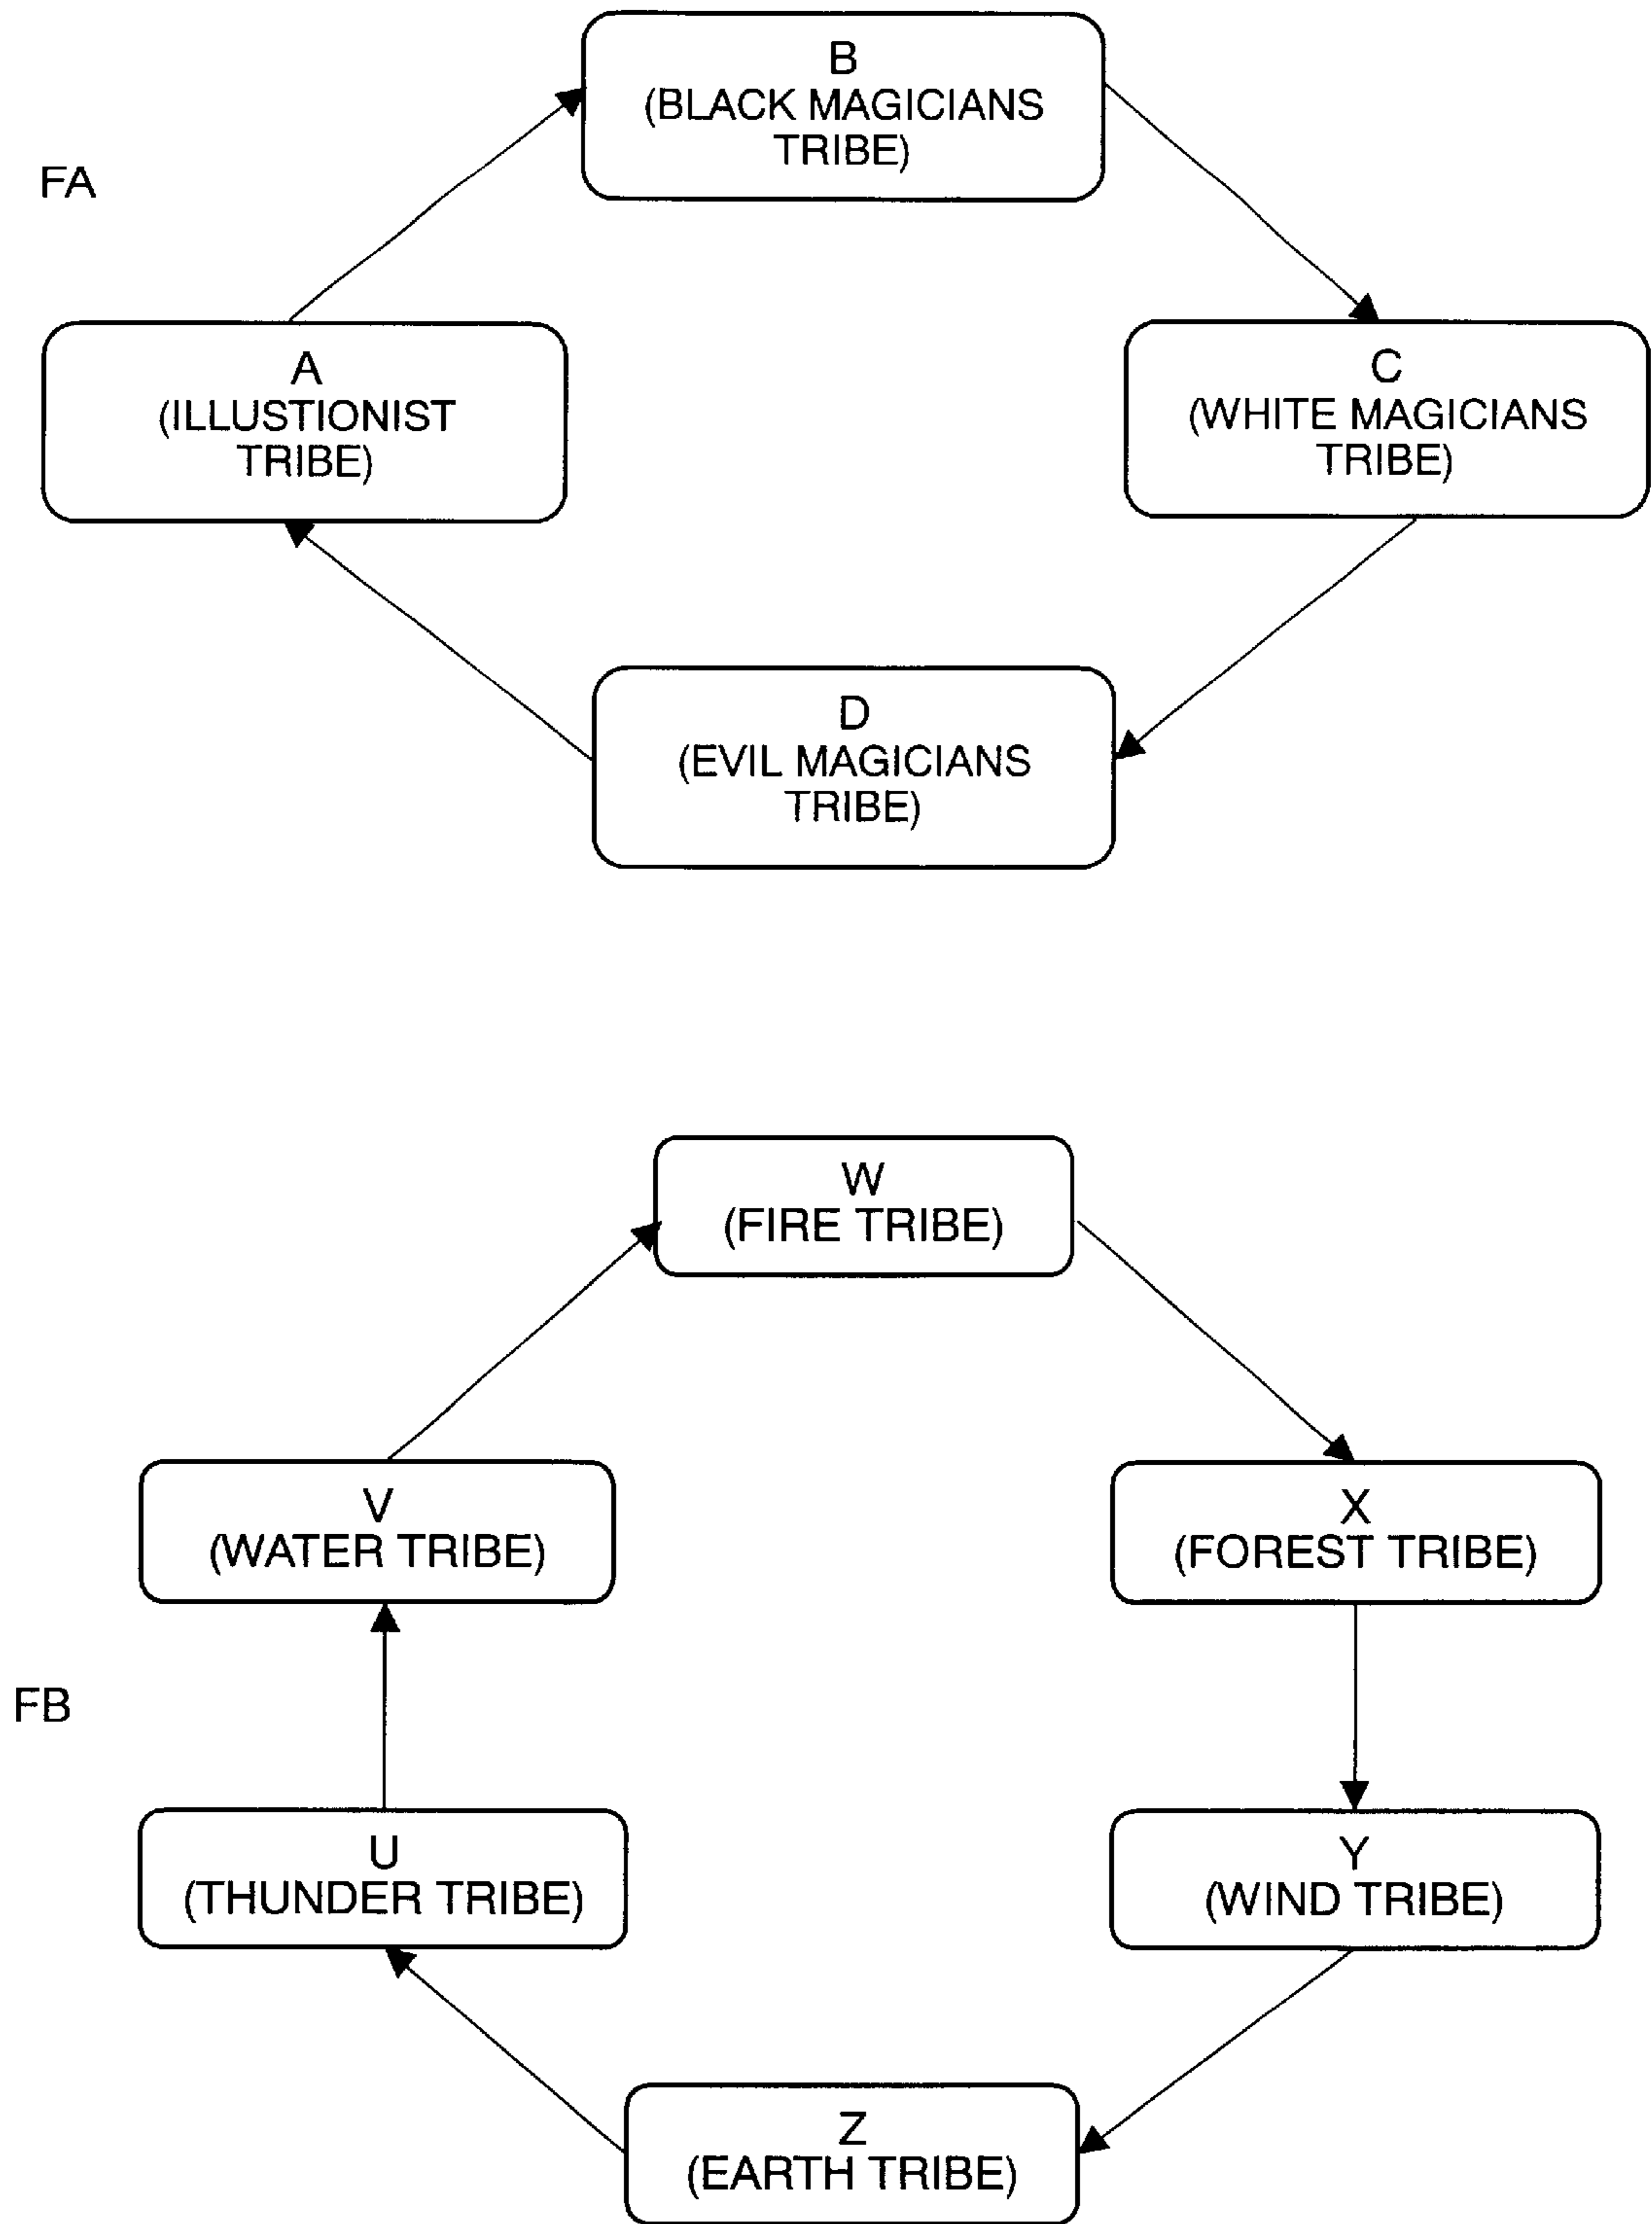 B
(BLACK MAGICIANS
TRIBE)
FA
A
(ILLUSTIONIST
TRIBE)
C
(WHITE MAGICIANS
TRIBE)
D
(EVIL MAGICIANS
TRIBE)
W
(FIRE TRIBE)
V
(WATER TRIBE)
X
(FOREST TRIBE)
FB
U
(THUNDER TRIBE)
Y
(WIND TRIBE)
Z
(EARTH TRIBE)